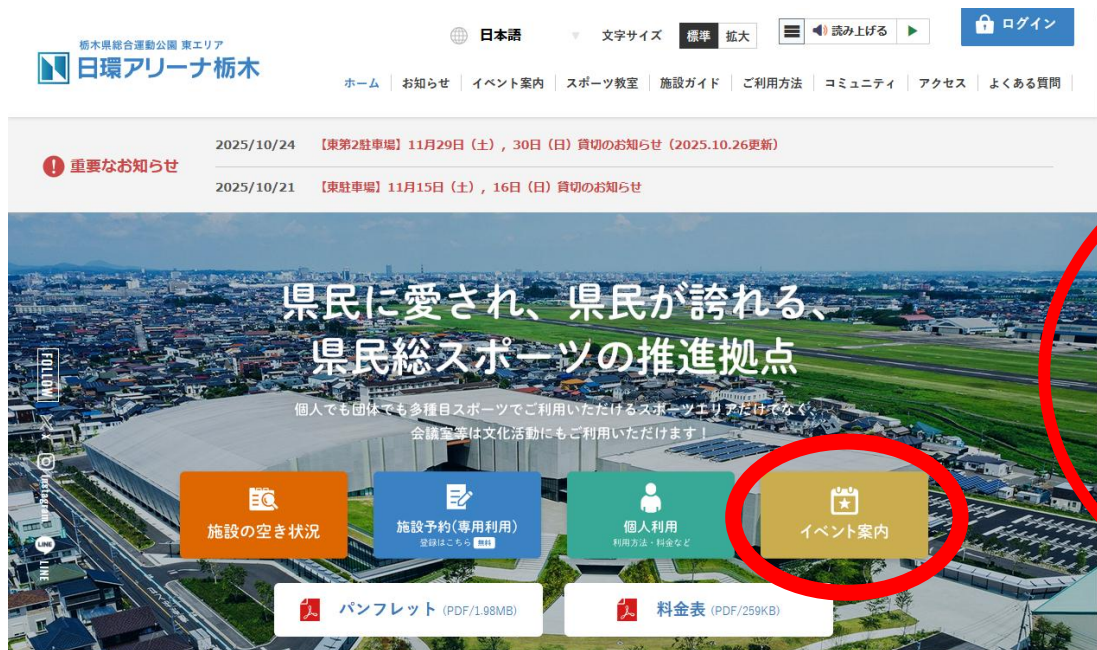 栃木県総合運動公園 東エリア
日環アリーナ栃木
日本語
文字サイズ 標準 拡大
読み上げる
ログイン
ホーム お知らせ イベント案内 スポーツ教室 施設ガイド ご利用方法 コミュニティ アクセス よくある質問
重要なお知らせ
2025/10/24 【東第2駐車場】11月29日（土）, 30日（日）貸切のお知らせ（2025.10.26更新）
2025/10/21 【東駐車場】11月15日（土）, 16日（日）貸切のお知らせ
県民に愛され、県民が誇れる、
県民総スポーツの推進拠点
個人でも団体でも多種目スポーツでご利用いただけるスポーツエリアだけでなく、
会議室等は文化活動にもご利用いただけます！
FOLLOW
X
Instagram
LINE
LINE
施設の空き状況
施設予約(専用利用)
登録はこちら 無料
個人利用
利用方法・料金など
イベント案内
パンフレット (PDF/1.98MB)
料金表 (PDF/259KB)